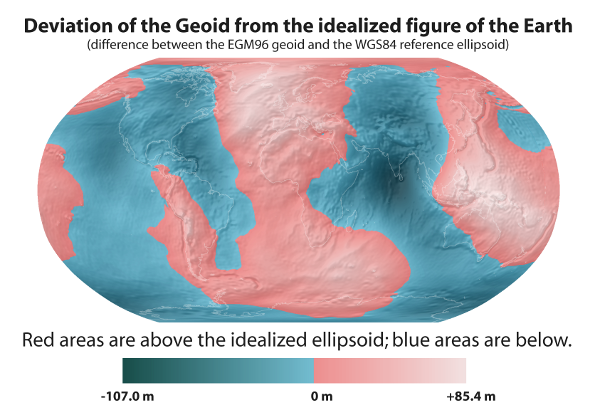 Deviation of the Geoid from the idealized figure of the Earth
(difference between the EGM96 geoid and the WGS84 reference ellipsoid)
Red areas are above the idealized ellipsoid; blue areas are below.
-107.0 m 0 m +85.4 m